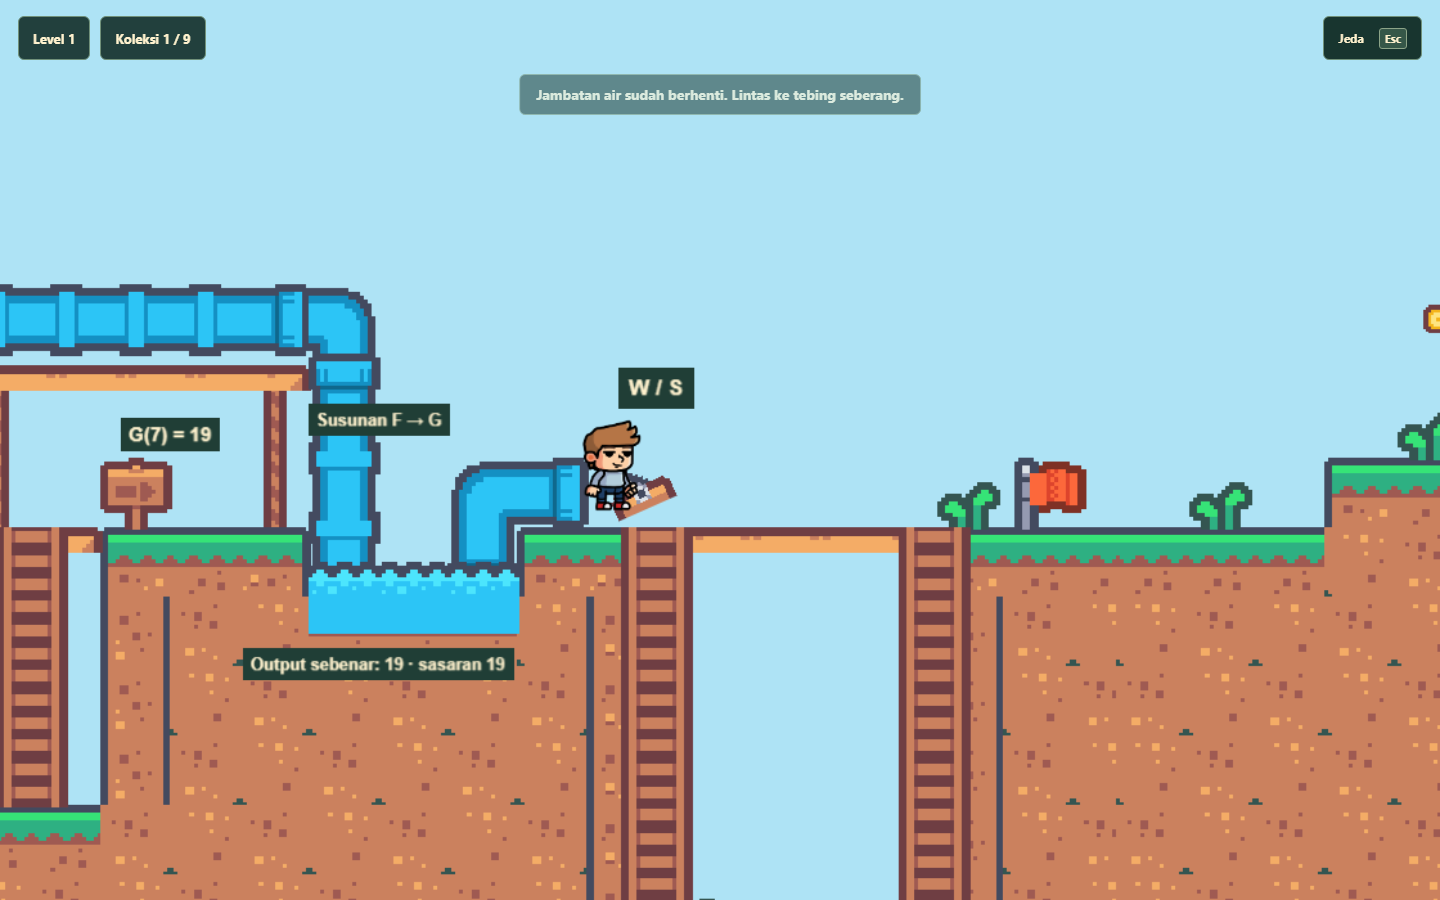 Level 1
Koleksi 1 / 9
Jeda Esc
Jambatan air sudah berhenti. Lintas ke tebing seberang.
W / S
Susunan F → G
G(7) = 19
Output sebenar: 19 · sasaran 19